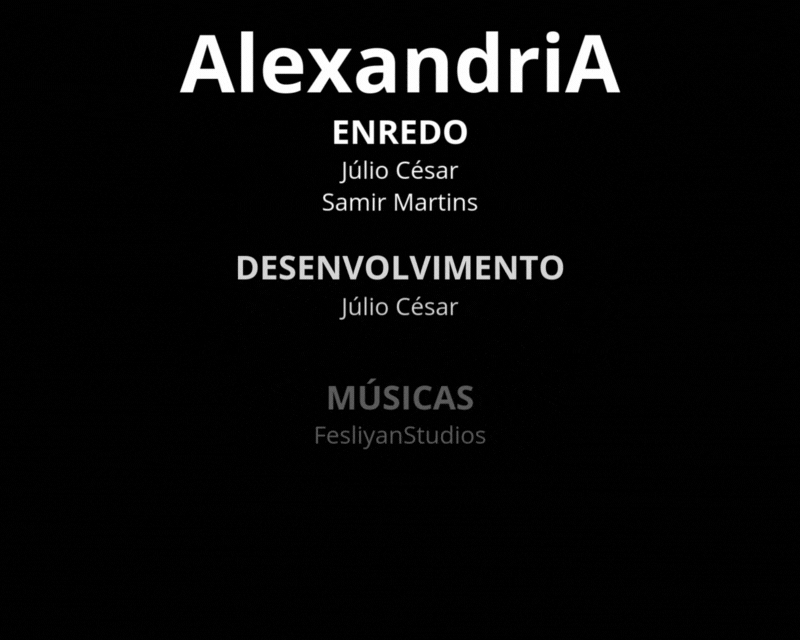 AlexandriA
ENREDO
Júlio César
Samir Martins
DESENVOLVIMENTO
Júlio César
MÚSICAS
FesliyanStudios